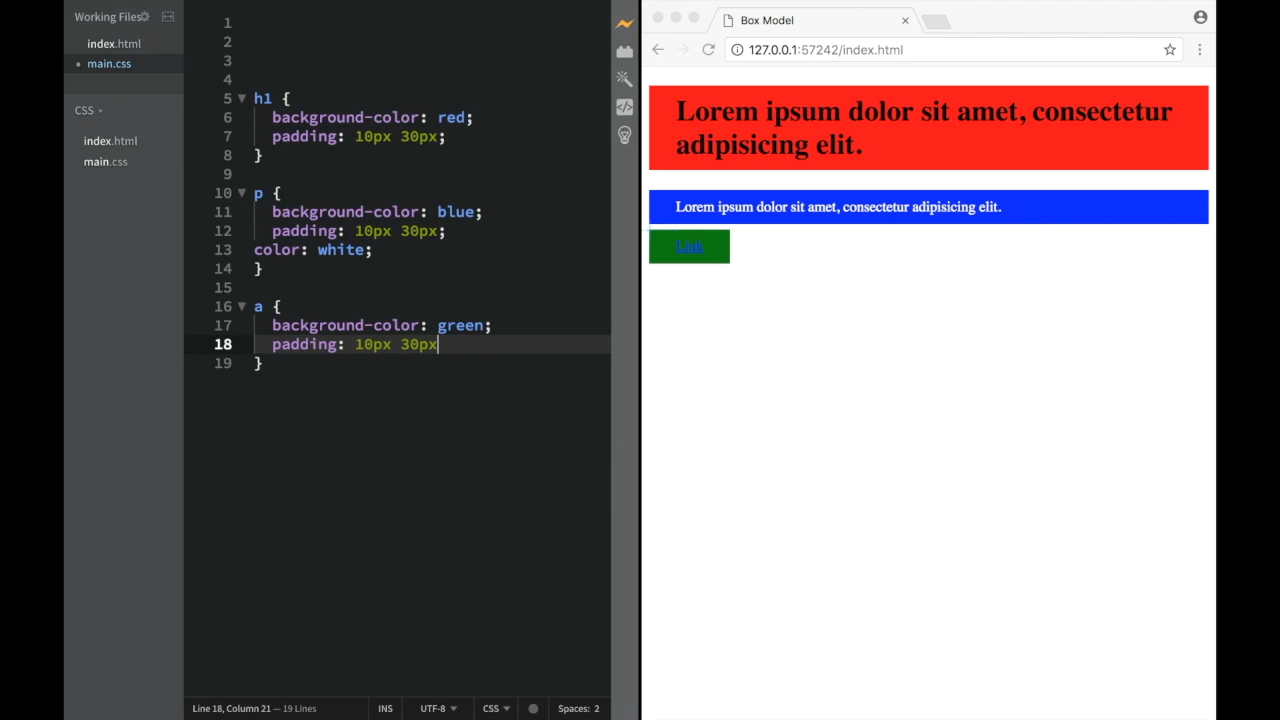 Working Files
index.html
main.css
CSS
index.html
main.css
1
2
3
4
5 h1 {
6 background-color: red;
7 padding: 10px 30px;
8 }
9
10 p {
11 background-color: blue;
12 padding: 10px 30px;
13 color: white;
14 }
15
16 a {
17 background-color: green;
18 padding: 10px 30px
19 }
Line 18, Column 21 — 19 Lines
INS
UTF-8
CSS
Spaces: 2
Box Model
127.0.0.1:57242/index.html
Lorem ipsum dolor sit amet, consectetur
adipisicing elit.
Lorem ipsum dolor sit amet, consectetur adipisicing elit.
Link